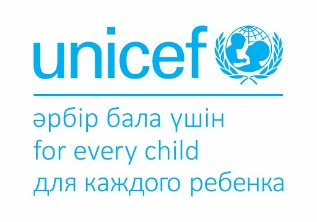 unicef
әрбір бала үшін
for every child
для каждого ребенка